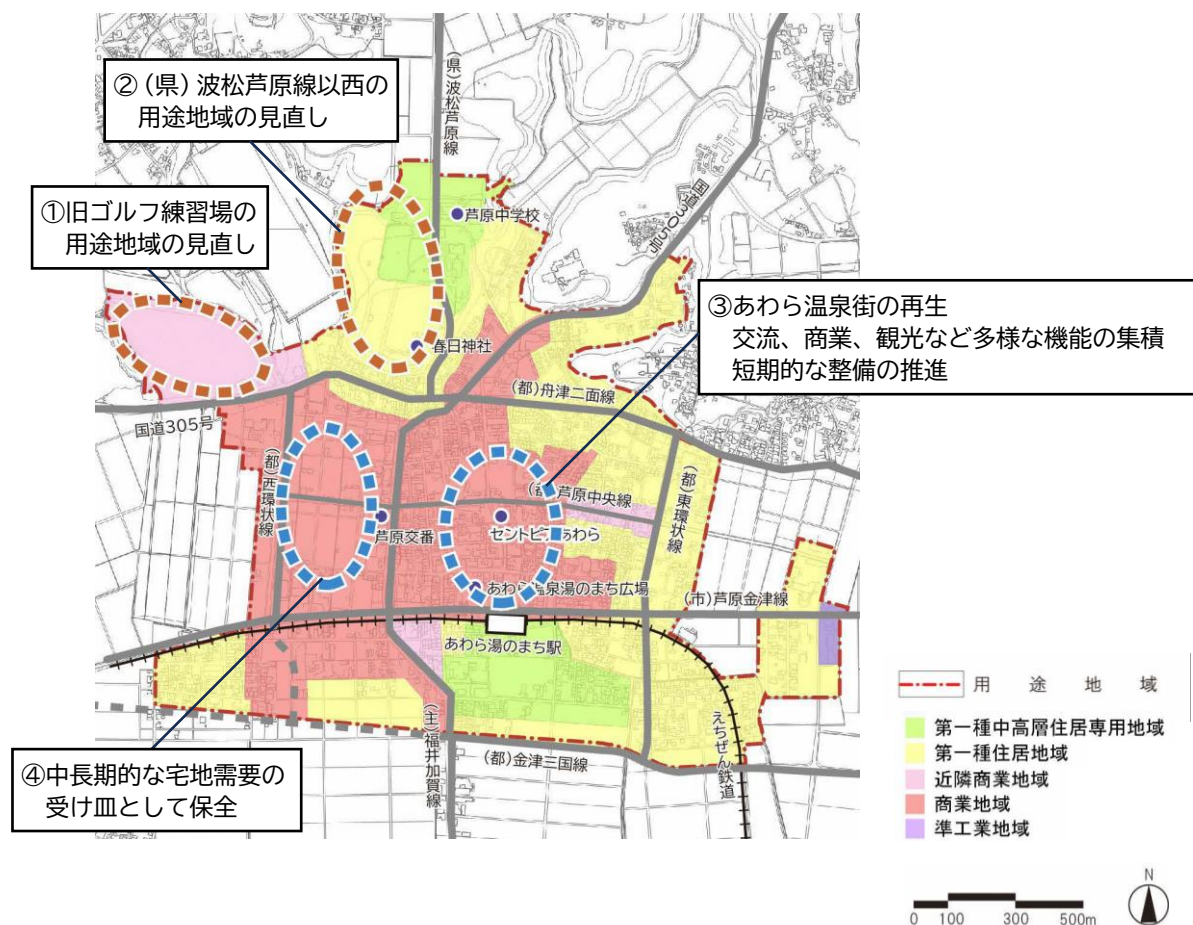 ②(県)波松芦原線以西の
用途地域の見直し
①旧ゴルフ練習場の
用途地域の見直し
③あわら温泉街の再生
交流、商業、観光など多様な機能の集積
短期的な整備の推進
④中長期的な宅地需要の
受け皿として保全
(県)波松芦原線
国道305号
芦原中学校
春日神社
(都)舟津二面線
国道305号
(都)西環状線
(都)芦原中央線
(都)東環状線
芦原交番
セントピアあわら
あわら温泉湯のまち広場
(市)芦原金津線
あわら湯のまち駅
(主)福井加賀線
(都)金津三国線
えちぜん鉄道
用途地域
第一種中高層住居専用地域
第一種住居地域
近隣商業地域
商業地域
準工業地域
N
0 100 300 500m